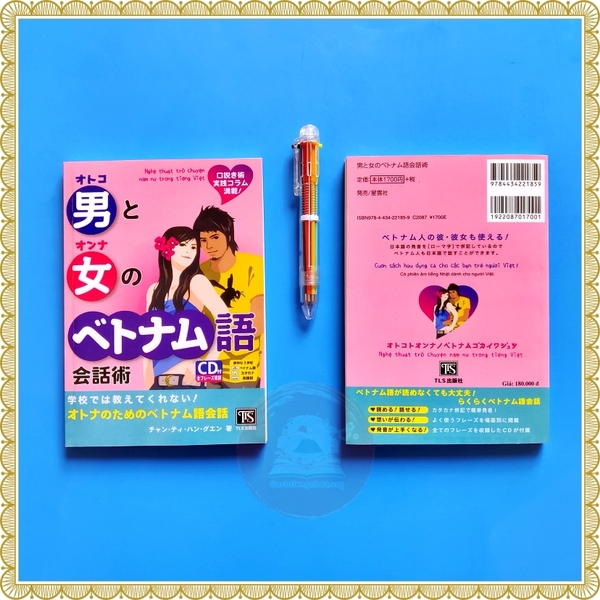 Nghệ thuật trò chuyện
nam nữ trong tiếng Việt
口説き術
実践コラム
満載!
オトコ
男と
オンナ
女の
ベトナム語
会話術
CD付
全フレーズ収録
学校では教えてくれない!
オトナのためのベトナム語会話
チャン・ティ・ハン・グエン 著
TLS
TLS出版社
男と女のベトナム語会話術
定価 本体1700円+税
発売/星雲社
9784434221859
ISBN978-4-434-22185-9 C2087 ¥1700E
1922087017001
ベトナム人の彼・彼女も使える!
日本語の発音を[ローマ字]で併記しているので
ベトナム人も日本語で話すことができます。
Cuốn sách hữu dụng cả cho các bạn trẻ người Việt!
Có phiên âm tiếng Nhật dành cho người Việt
オトコトオンナノベトナムゴカイワジュツ
Nghệ thuật trò chuyện nam nữ trong tiếng Việt
TLS
TLS出版社
Giá: 180.000 đ
ベトナム語が読めなくても大丈夫!
らくらくベトナム語会話
♥読める!話せる! カタカナ併記で簡単発音!
♥想いが伝わる! よく使うフレーズを場面別に掲載
♥発音が上手くなる! 全てのフレーズを収録したCDが付属